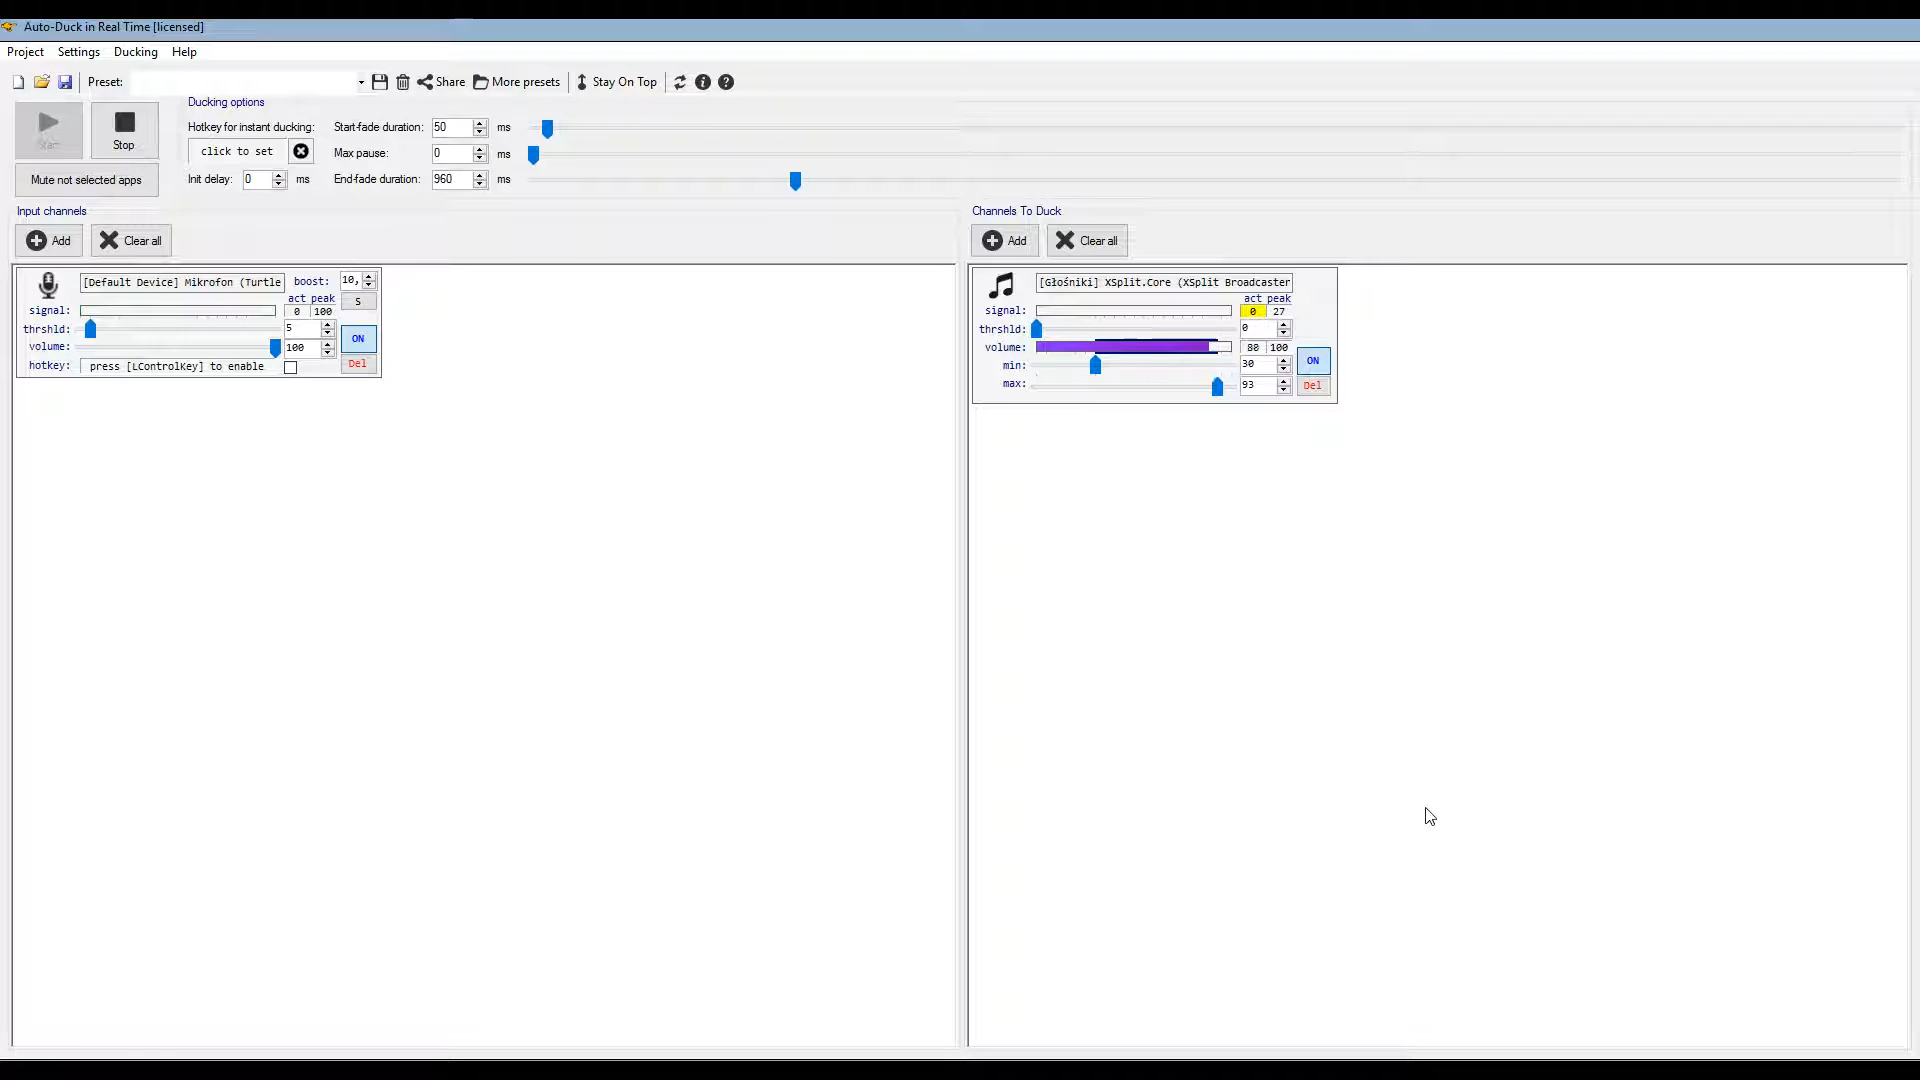 Auto-Duck in Real Time [licensed]
Project Settings Ducking Help
Preset: Share More presets Stay On Top
Ducking options
Stop
Mute not selected apps
Hotkey for instant ducking:
click to set
Init delay: 0 ms
Start-fade duration: 50 ms
Max pause: 0 ms
End-fade duration: 960 ms
Input channels
Add Clear all
[Default Device] Mikrofon (Turtle boost: 10,
act peak S
signal: 0 100
thrshld: 5
ON
volume: 100
hotkey: press [LControlKey] to enable Del
Channels To Duck
Add Clear all
[Głośniki] XSplit.Core (XSplit Broadcaster
act peak
signal: 0 27
thrshld: 0
volume: 80 100
min: 30 ON
max: 93 Del